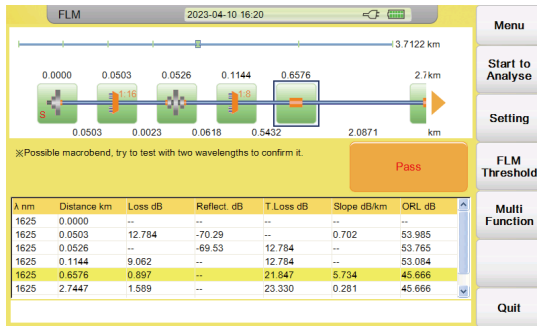 FLM 2023-04-10 16:20
3.7122 km
0.0000 0.0503 0.0526 0.1144 0.6576 2.7km
1:16 1:8
S
0.0503 0.0023 0.0618 0.5432 2.0871 km
※Possible macrobend, try to test with two wavelengths to confirm it.
Pass
λ nm Distance km Loss dB Reflect. dB T.Loss dB Slope dB/km ORL dB
1625 0.0000 -- -- -- -- --
1625 0.0503 12.784 -70.29 -- 0.702 53.985
1625 0.0526 -- -69.53 12.784 -- 53.765
1625 0.1144 9.062 -- 12.784 -- 53.084
1625 0.6576 0.897 -- 21.847 5.734 45.666
1625 2.7447 1.589 -- 23.330 0.281 45.666
Menu
Start to
Analyse
Setting
FLM
Threshold
Multi
Function
Quit